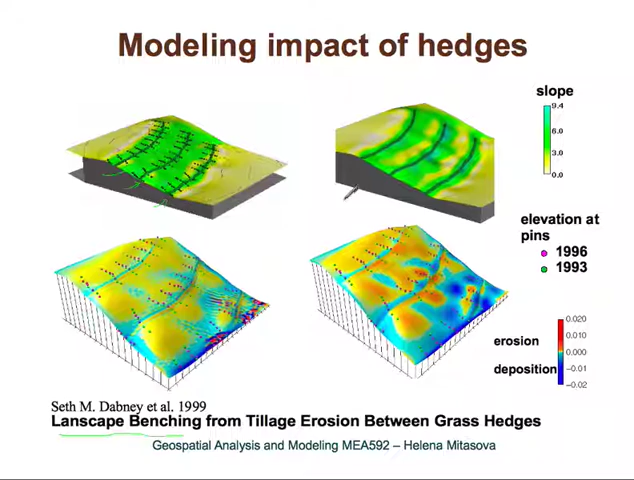 Modeling impact of hedges
slope
9.4
6.0
3.0
0.0
elevation at
pins
1996
1993
0.020
0.010
erosion
0.000
deposition
-0.01
-0.02
Seth M. Dabney et al. 1999
Lanscape Benching from Tillage Erosion Between Grass Hedges
Geospatial Analysis and Modeling MEA592 – Helena Mitasova